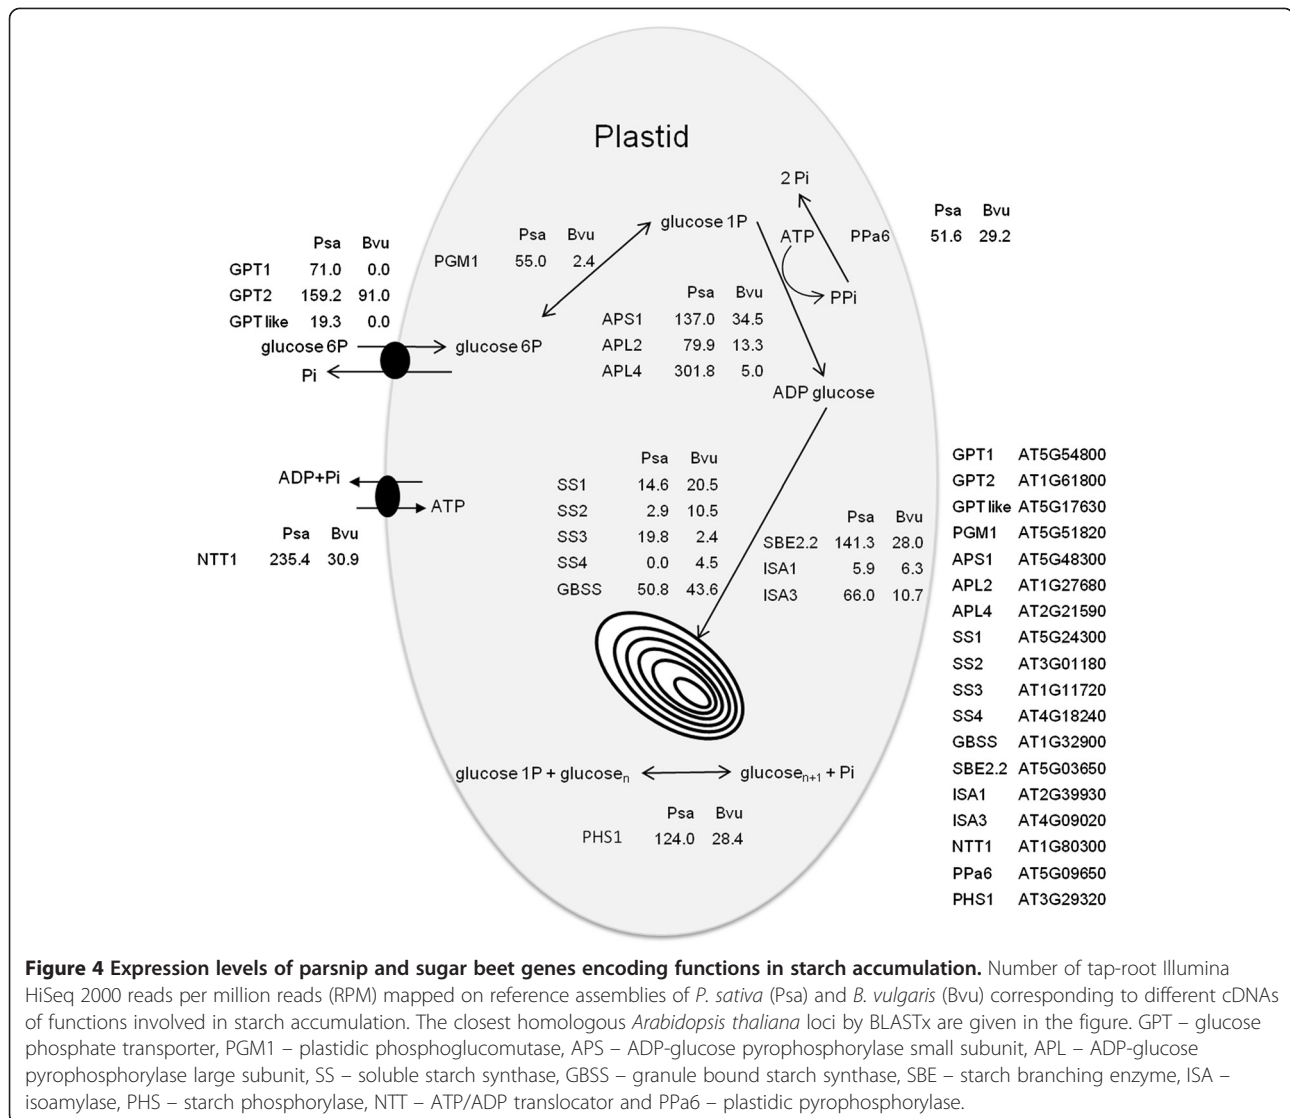 Plastid
2 Pi
Psa Bvu
glucose 1P
ATP
PPa6 51.6 29.2
Psa Bvu
PGM1 55.0 2.4
Psa Bvu
GPT1 71.0 0.0
GPT2 159.2 91.0
GPT like 19.3 0.0
PPi
Psa Bvu
APS1 137.0 34.5
APL2 79.9 13.3
APL4 301.8 5.0
glucose 6P
glucose 6P
Pi
ADP glucose
ADP+Pi
ATP
Psa Bvu
NTT1 235.4 30.9
Psa Bvu
SS1 14.6 20.5
SS2 2.9 10.5
SS3 19.8 2.4
SS4 0.0 4.5
GBSS 50.8 43.6
Psa Bvu
SBE2.2 141.3 28.0
ISA1 5.9 6.3
ISA3 66.0 10.7
GPT1 AT5G54800
GPT2 AT1G61800
GPT like AT5G17630
PGM1 AT5G51820
APS1 AT5G48300
APL2 AT1G27680
APL4 AT2G21590
SS1 AT5G24300
SS2 AT3G01180
SS3 AT1G11720
SS4 AT4G18240
GBSS AT1G32900
SBE2.2 AT5G03650
ISA1 AT2G39930
ISA3 AT4G09020
NTT1 AT1G80300
PPa6 AT5G09650
PHS1 AT3G29320
glucose 1P + glucosen glucosen+1 + Pi
Psa Bvu
PHS1 124.0 28.4
Figure 4 Expression levels of parsnip and sugar beet genes encoding functions in starch accumulation. Number of tap-root Illumina
HiSeq 2000 reads per million reads (RPM) mapped on reference assemblies of P. sativa (Psa) and B. vulgaris (Bvu) corresponding to different cDNAs
of functions involved in starch accumulation. The closest homologous Arabidopsis thaliana loci by BLASTx are given in the figure. GPT – glucose
phosphate transporter, PGM1 – plastidic phosphoglucomutase, APS – ADP-glucose pyrophosphorylase small subunit, APL – ADP-glucose
pyrophosphorylase large subunit, SS – soluble starch synthase, GBSS – granule bound starch synthase, SBE – starch branching enzyme, ISA –
isoamylase, PHS – starch phosphorylase, NTT – ATP/ADP translocator and PPa6 – plastidic pyrophosphorylase.